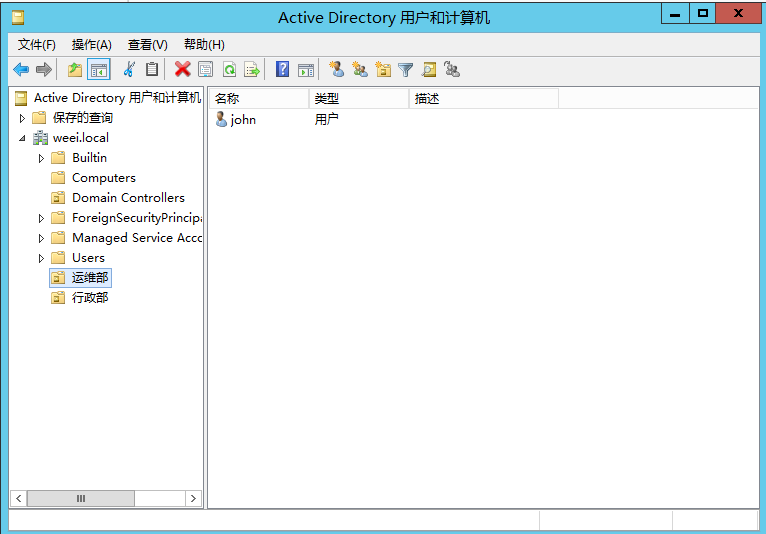 Active Directory 用户和计算机
文件(F) 操作(A) 查看(V) 帮助(H)
Active Directory 用户和计算机
保存的查询
weei.local
Builtin
Computers
Domain Controllers
ForeignSecurityPrincipa
Managed Service Acco
Users
运维部
行政部
名称 类型 描述
john 用户